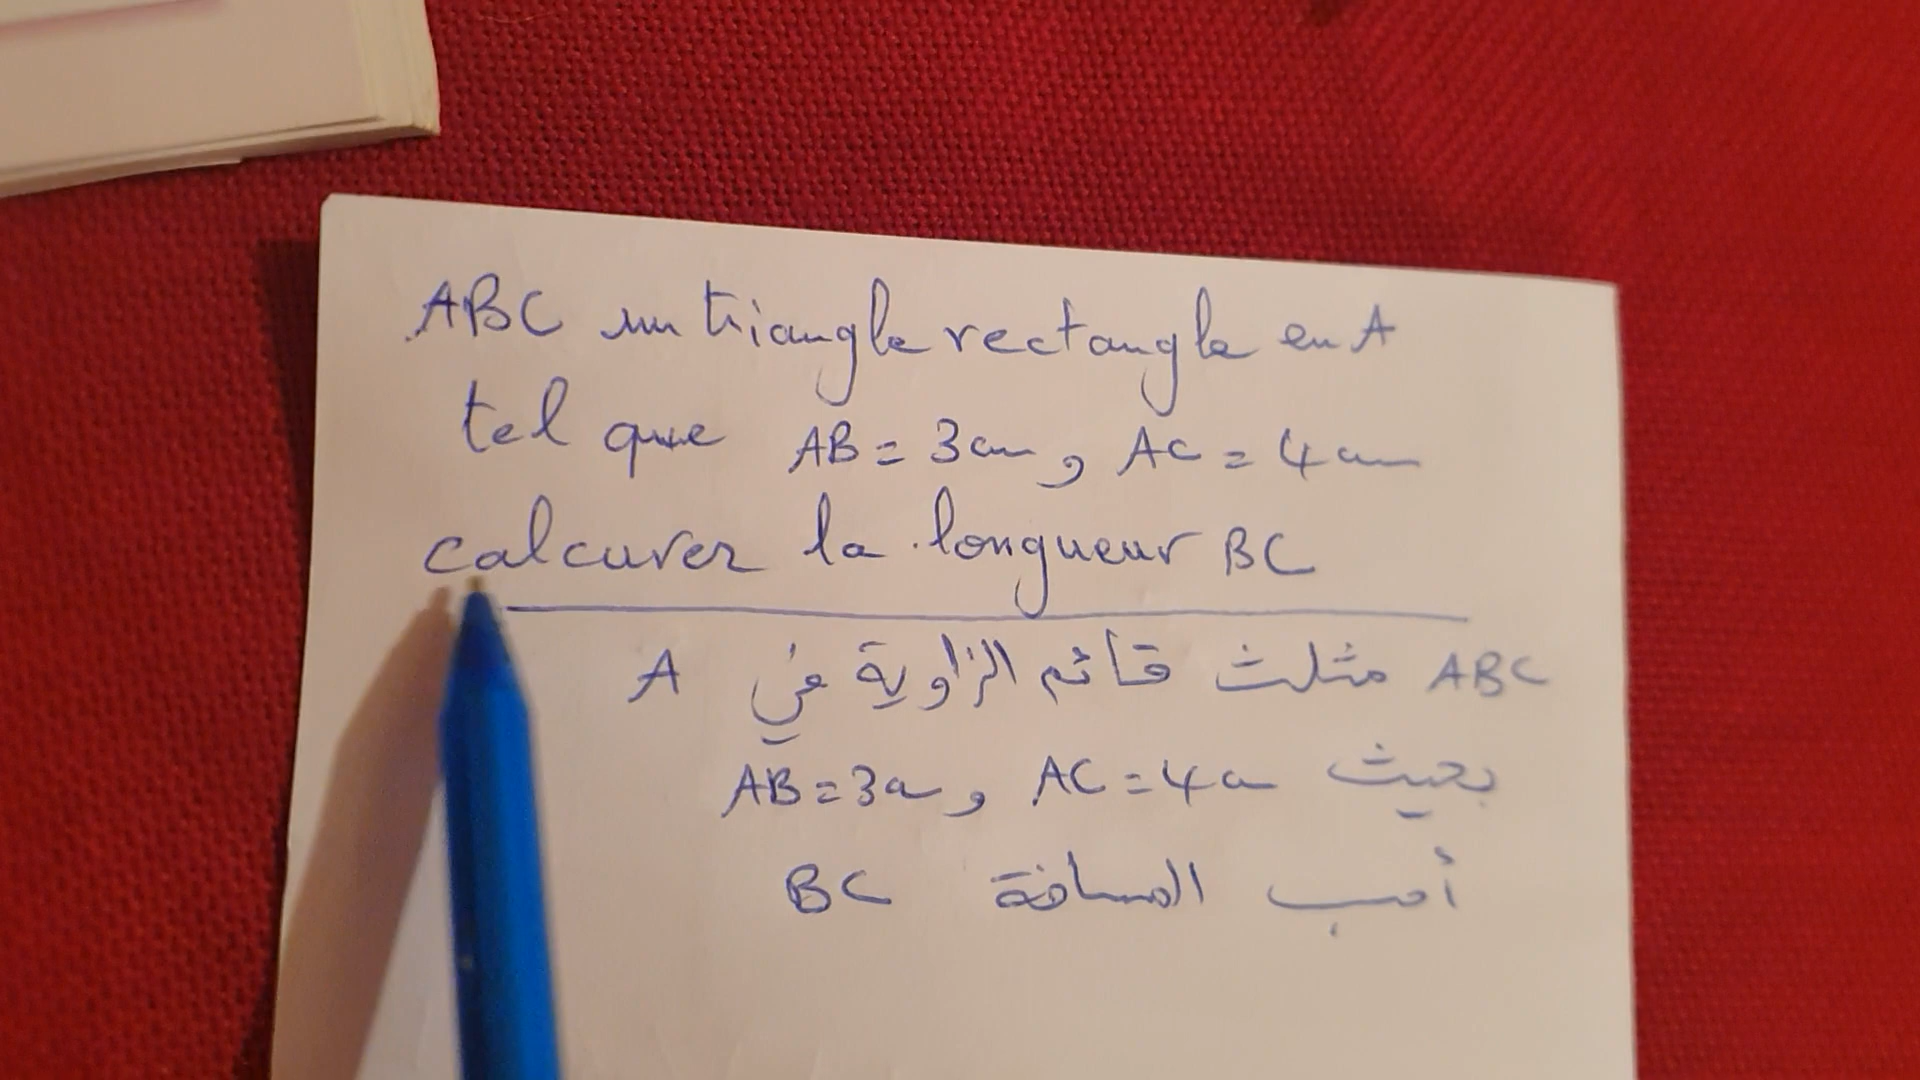 ABC un triangle rectangle en A
tel que AB = 3cm, AC = 4cm
calcurer la longueur BC
ABC مثلث قائم الزاوية في A
بحيث AC = 4cm و AB = 3cm
أحسب المسافة BC